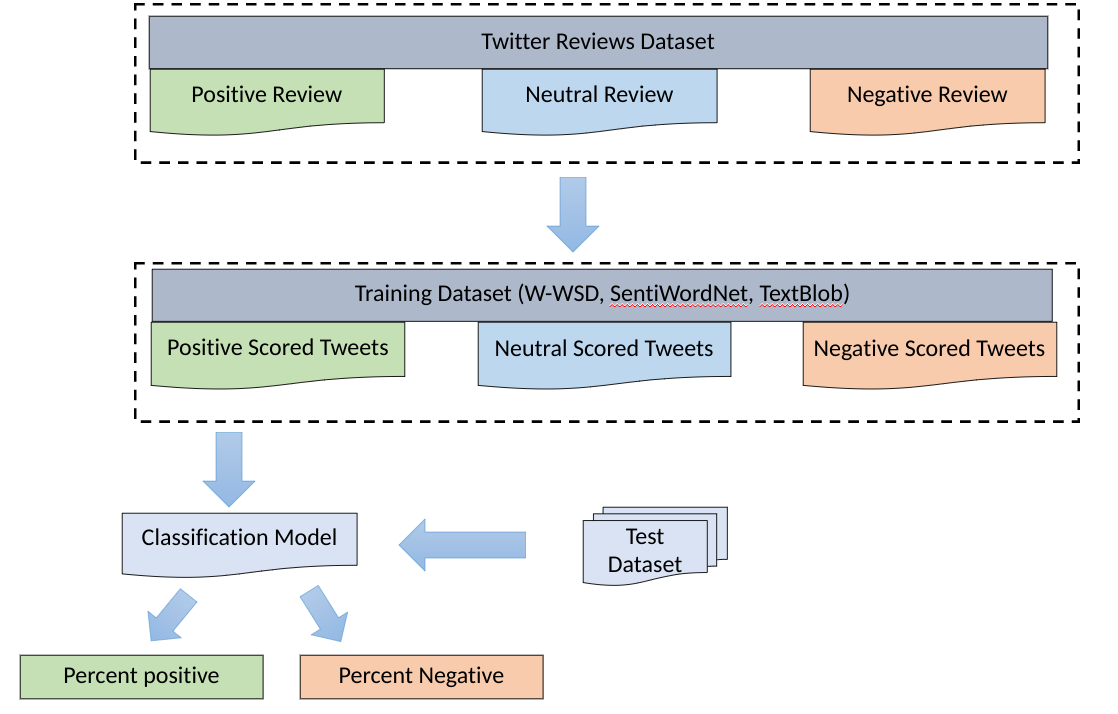 Twitter Reviews Dataset
Positive Review
Neutral Review
Negative Review
Training Dataset (W-WSD, SentiWordNet, TextBlob)
Positive Scored Tweets
Neutral Scored Tweets
Negative Scored Tweets
Classification Model
Test
Dataset
Percent positive
Percent Negative